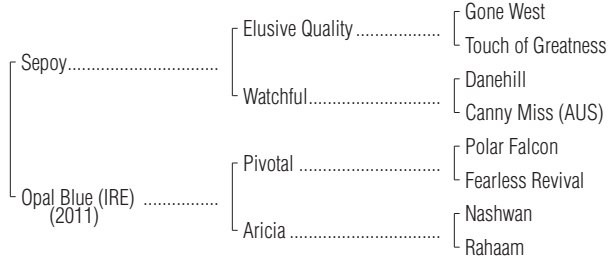 Gone West
Elusive Quality ..................
Touch of Greatness
Sepoy................................
Danehill
Watchful............................
Canny Miss (AUS)
Polar Falcon
Pivotal ..............................
Fearless Revival
Opal Blue (IRE) ................
(2011)
Nashwan
Aricia ................................
Rahaam